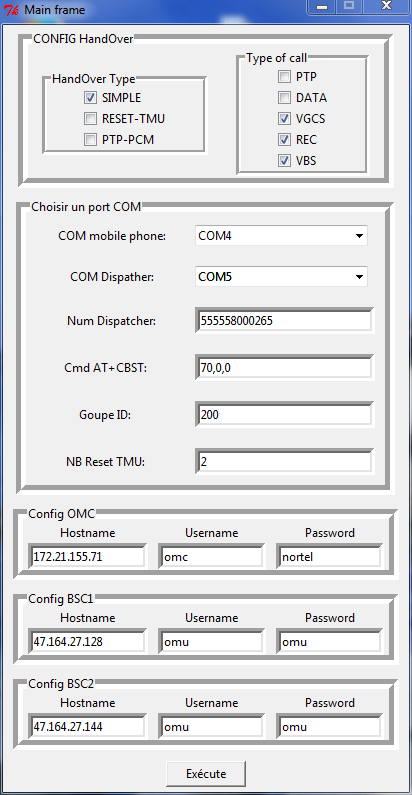 Main frame
CONFIG HandOver
HandOver Type
SIMPLE
RESET-TMU
PTP-PCM
Type of call
PTP
DATA
VGCS
REC
VBS
Choisir un port COM
COM mobile phone: COM4
COM Dispather: COM5
Num Dispatcher: 555558000265
Cmd AT+CBST: 70,0,0
Goupe ID: 200
NB Reset TMU: 2
Config OMC
Hostname Username Password
172.21.155.71 omc nortel
Config BSC1
Hostname Username Password
47.164.27.128 omu omu
Config BSC2
Hostname Username Password
47.164.27.144 omu omu
Exécute